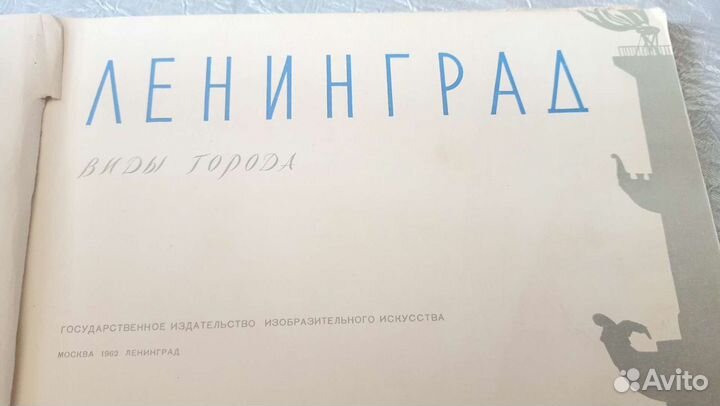 ЛЕНИНГРАД
ВИДЫ ГОРОДА
ГОСУДАРСТВЕННОЕ ИЗДАТЕЛЬСТВО ИЗОБРАЗИТЕЛЬНОГО ИСКУССТВА
МОСКВА 1962 ЛЕНИНГРАД
Avito